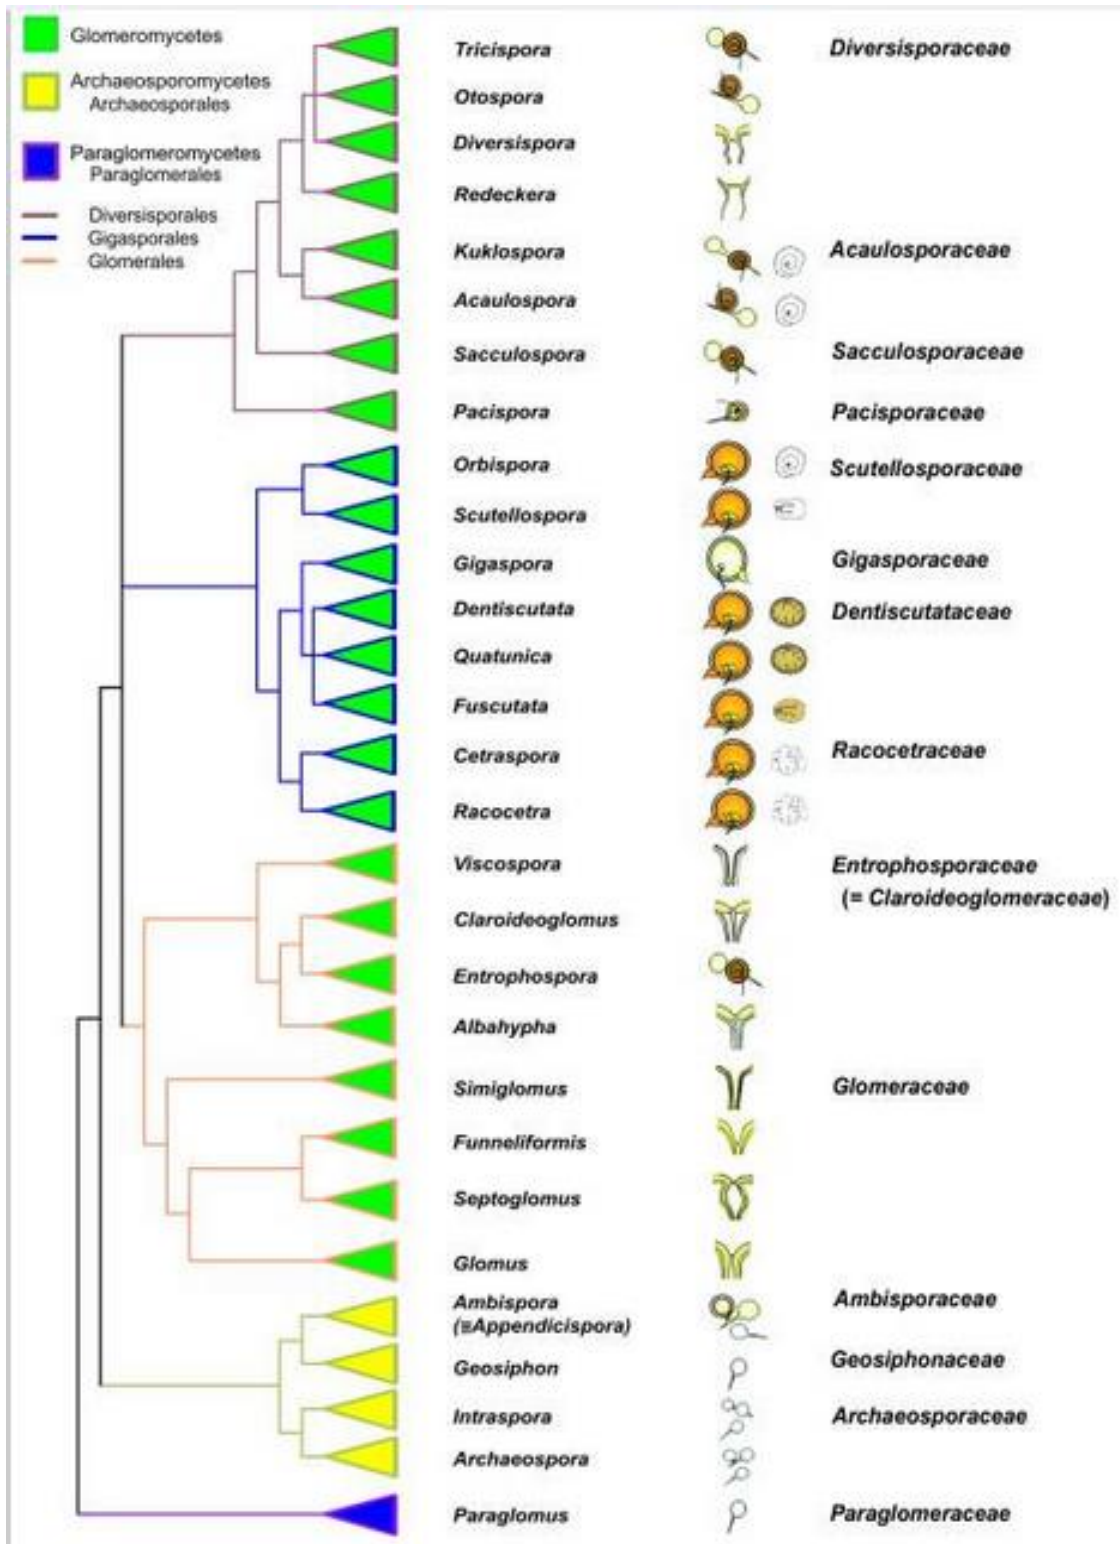 Glomeromycetes
Archaeosporomycetes
Archaeosporales
Paraglomeromycetes
Paraglomerales
Diversisporales
Gigasporales
Glomerales
Tricispora Diversisporaceae
Otospora
Diversispora
Redeckera
Kuklospora Acaulosporaceae
Acaulospora
Sacculospora Sacculosporaceae
Pacispora Pacisporaceae
Orbispora Scutellosporaceae
Scutellospora
Gigaspora Gigasporaceae
Dentiscutata Dentiscutataceae
Quatunica
Fuscutata
Cetraspora Racocetraceae
Racocetra
Viscospora Entrophosporaceae
(= Claroideoglomeraceae)
Claroideoglomus
Entrophospora
Albahypha
Simiglomus Glomeraceae
Funneliformis
Septoglomus
Glomus
Ambispora Ambisporaceae
(≡Appendicispora)
Geosiphon Geosiphonaceae
Intraspora Archaeosporaceae
Archaeospora
Paraglomus Paraglomeraceae